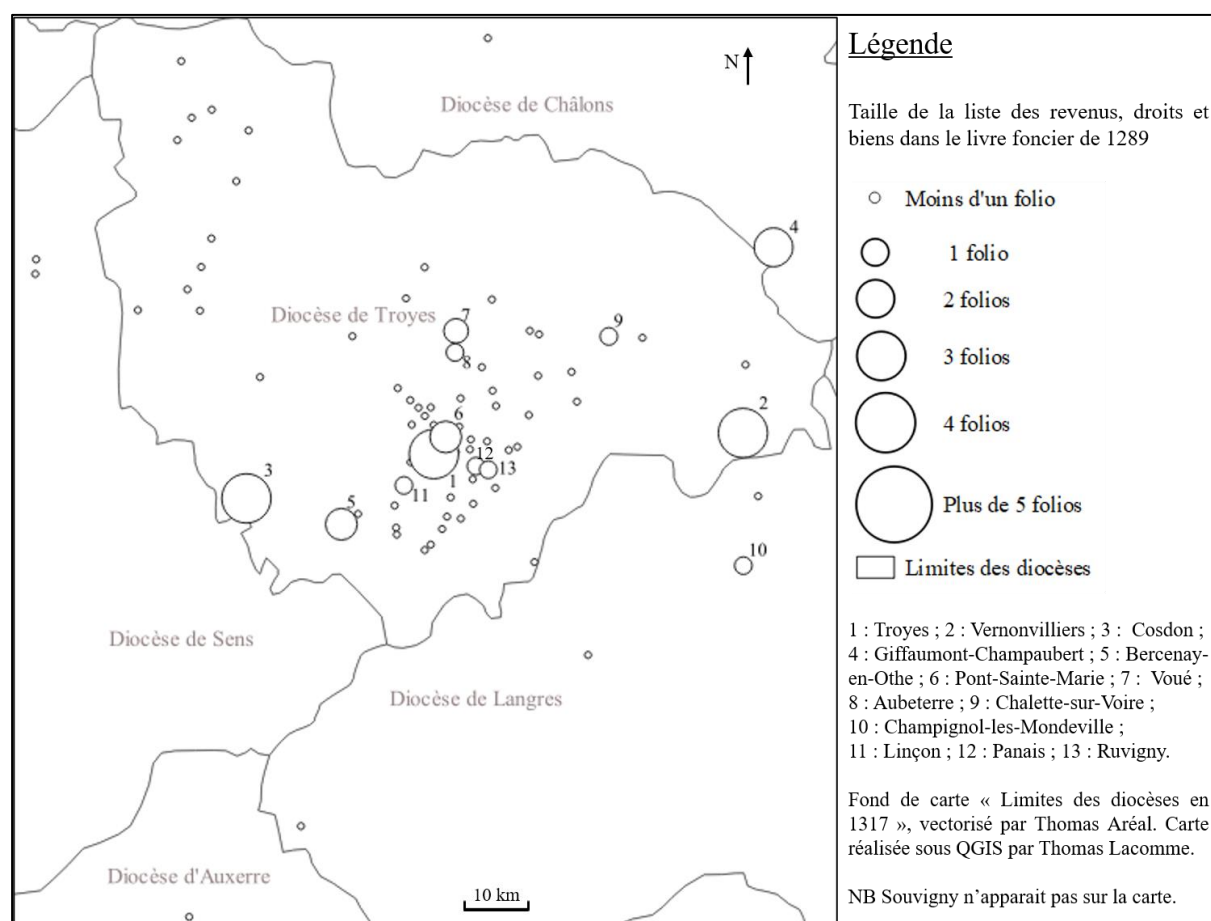 N
Diocèse de Châlons
4
Diocèse de Troyes
7
9
8
6
2
12
13
3
1
11
5
10
Diocèse de Sens
Diocèse de Langres
Diocèse d'Auxerre
10 km
Légende
Taille de la liste des revenus, droits et
biens dans le livre foncier de 1289
Moins d'un folio
1 folio
2 folios
3 folios
4 folios
Plus de 5 folios
Limites des diocèses
1 : Troyes ; 2 : Vernonvilliers ; 3 : Cosdon ;
4 : Giffaumont-Champaubert ; 5 : Bercenay-
en-Othe ; 6 : Pont-Sainte-Marie ; 7 : Voué ;
8 : Aubeterre ; 9 : Chalette-sur-Voire ;
10 : Champignol-les-Mondeville ;
11 : Linçon ; 12 : Panais ; 13 : Ruvigny.
Fond de carte « Limites des diocèses en
1317 », vectorisé par Thomas Aréal. Carte
réalisée sous QGIS par Thomas Lacomme.
NB Souvigny n’apparait pas sur la carte.